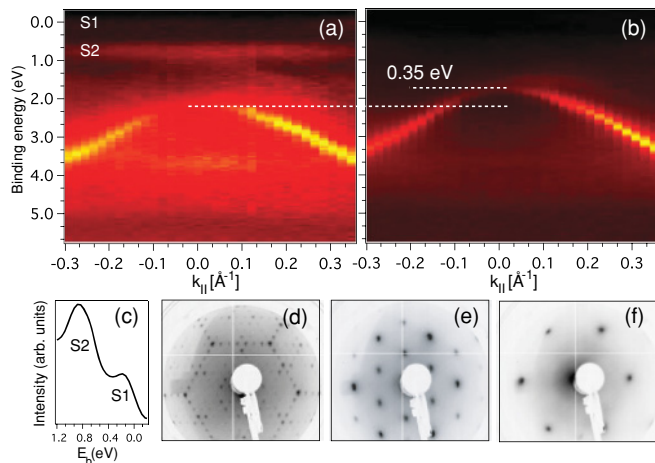 (a)
(b)
S1
S2
0.35 eV
Binding energy (eV)
0.0
1.0
2.0
3.0
4.0
5.0
-0.3 -0.2 -0.1 0.0 0.1 0.2 0.3
-0.3 -0.2 -0.1 0.0 0.1 0.2 0.3
k|| [Å-1]
k|| [Å-1]
(c)
(d)
(e)
(f)
Intensity (arb. units)
S2
S1
1.2 0.8 0.4 0.0
Eb(eV)